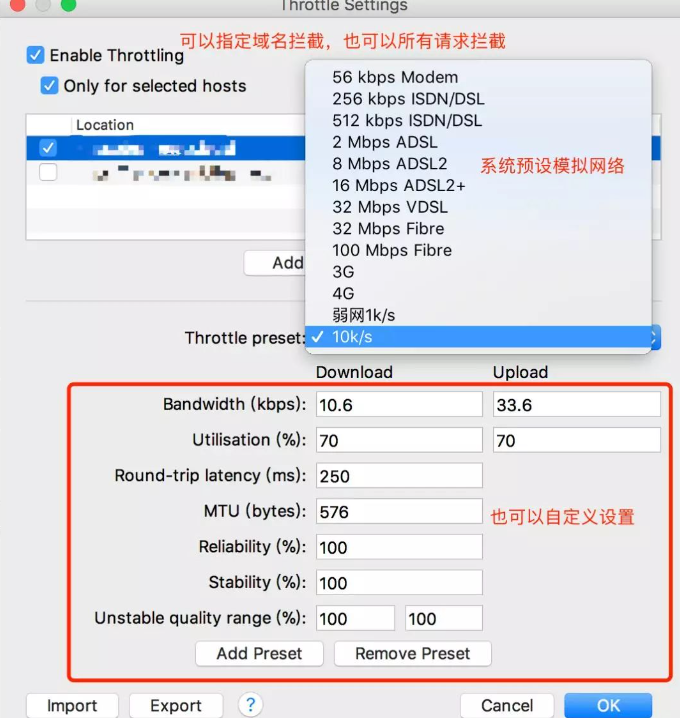 Throttle Settings
可以指定域名拦截，也可以所有请求拦截
Enable Throttling
Only for selected hosts
Location
Add
56 kbps Modem
256 kbps ISDN/DSL
512 kbps ISDN/DSL
2 Mbps ADSL
8 Mbps ADSL2
系统预设模拟网络
16 Mbps ADSL2+
32 Mbps VDSL
32 Mbps Fibre
100 Mbps Fibre
3G
4G
弱网1k/s
Throttle preset: 10k/s
Download Upload
Bandwidth (kbps): 10.6 33.6
Utilisation (%): 70 70
Round-trip latency (ms): 250
MTU (bytes): 576
也可以自定义设置
Reliability (%): 100
Stability (%): 100
Unstable quality range (%): 100 100
Add Preset Remove Preset
Import Export ? Cancel OK